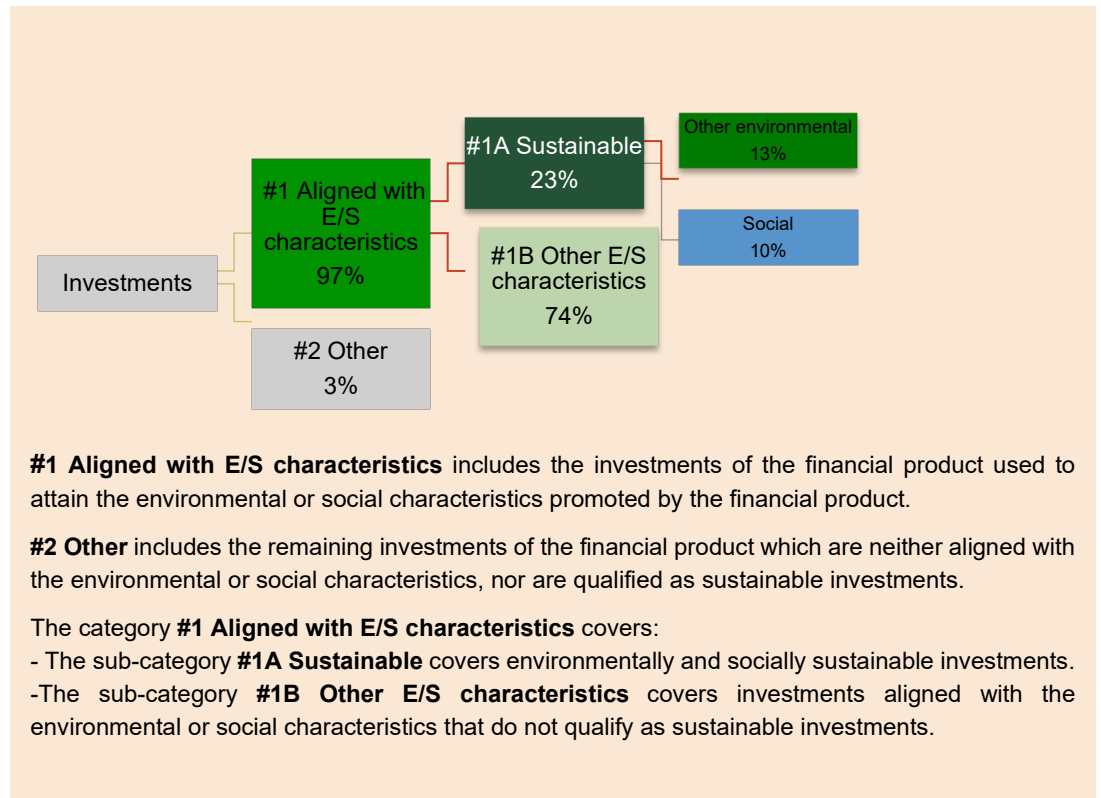 Investments
#1 Aligned with
E/S
characteristics
97%
#2 Other
3%
#1A Sustainable
23%
#1B Other E/S
characteristics
74%
Other environmental
13%
Social
10%
#1 Aligned with E/S characteristics includes the investments of the financial product used to
attain the environmental or social characteristics promoted by the financial product.
#2 Other includes the remaining investments of the financial product which are neither aligned with
the environmental or social characteristics, nor are qualified as sustainable investments.
The category #1 Aligned with E/S characteristics covers:
- The sub-category #1A Sustainable covers environmentally and socially sustainable investments.
-The sub-category #1B Other E/S characteristics covers investments aligned with the
environmental or social characteristics that do not qualify as sustainable investments.